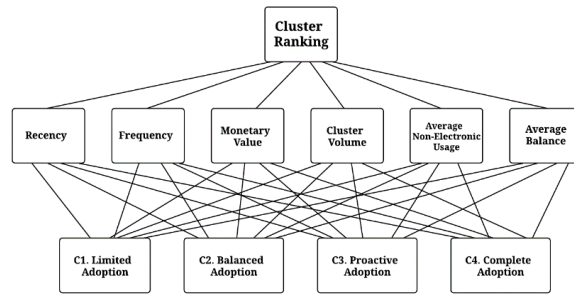 Cluster
Ranking
Recency
Frequency
Monetary
Value
Cluster
Volume
Average
Non-Electronic
Usage
Average
Balance
C1. Limited
Adoption
C2. Balanced
Adoption
C3. Proactive
Adoption
C4. Complete
Adoption